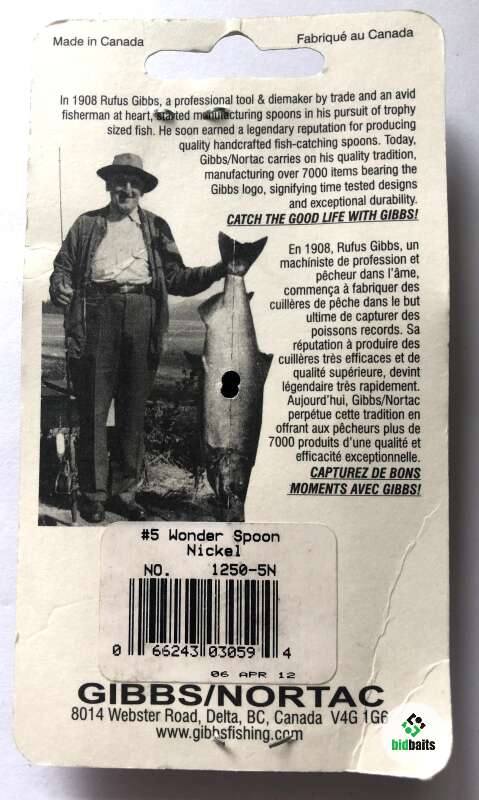 Made in Canada
Fabriqué au Canada
In 1908 Rufus Gibbs, a professional tool & diemaker by trade and an avid
fisherman at heart, started manufacturing spoons in his pursuit of trophy
sized fish. He soon earned a legendary reputation for producing
quality handcrafted fish-catching spoons. Today,
Gibbs/Nortac carries on his quality tradition,
manufacturing over 7000 items bearing the
Gibbs logo, signifying time tested designs
and exceptional durability.
CATCH THE GOOD LIFE WITH GIBBS!
En 1908, Rufus Gibbs, un
machíniste de profession et
pêcheur dans l'âme,
commença à fabriquer des
cuillères de pêche dans le but
ultime de capturer des
poissons records. Sa
réputation à produire des
cuillères très efficaces et de
qualité supérieure, devint
légendaire très rapidement.
Aujourd'hui, Gibbs/Nortac
perpétue cette tradition en
offrant aux pêcheurs plus de
7000 produits d'une qualité et
efficacité exceptionnelle.
CAPTUREZ DE BONS
MOMENTS AVEC GIBBS!
#5 Wonder Spoon
Nickel
NO. 1250-5N
0 66243 03059 4
06 APR 12
GIBBS/NORTAC
8014 Webster Road, Delta, BC, Canada V4G 1G6
www.gibbsfishing.com
bidbaits